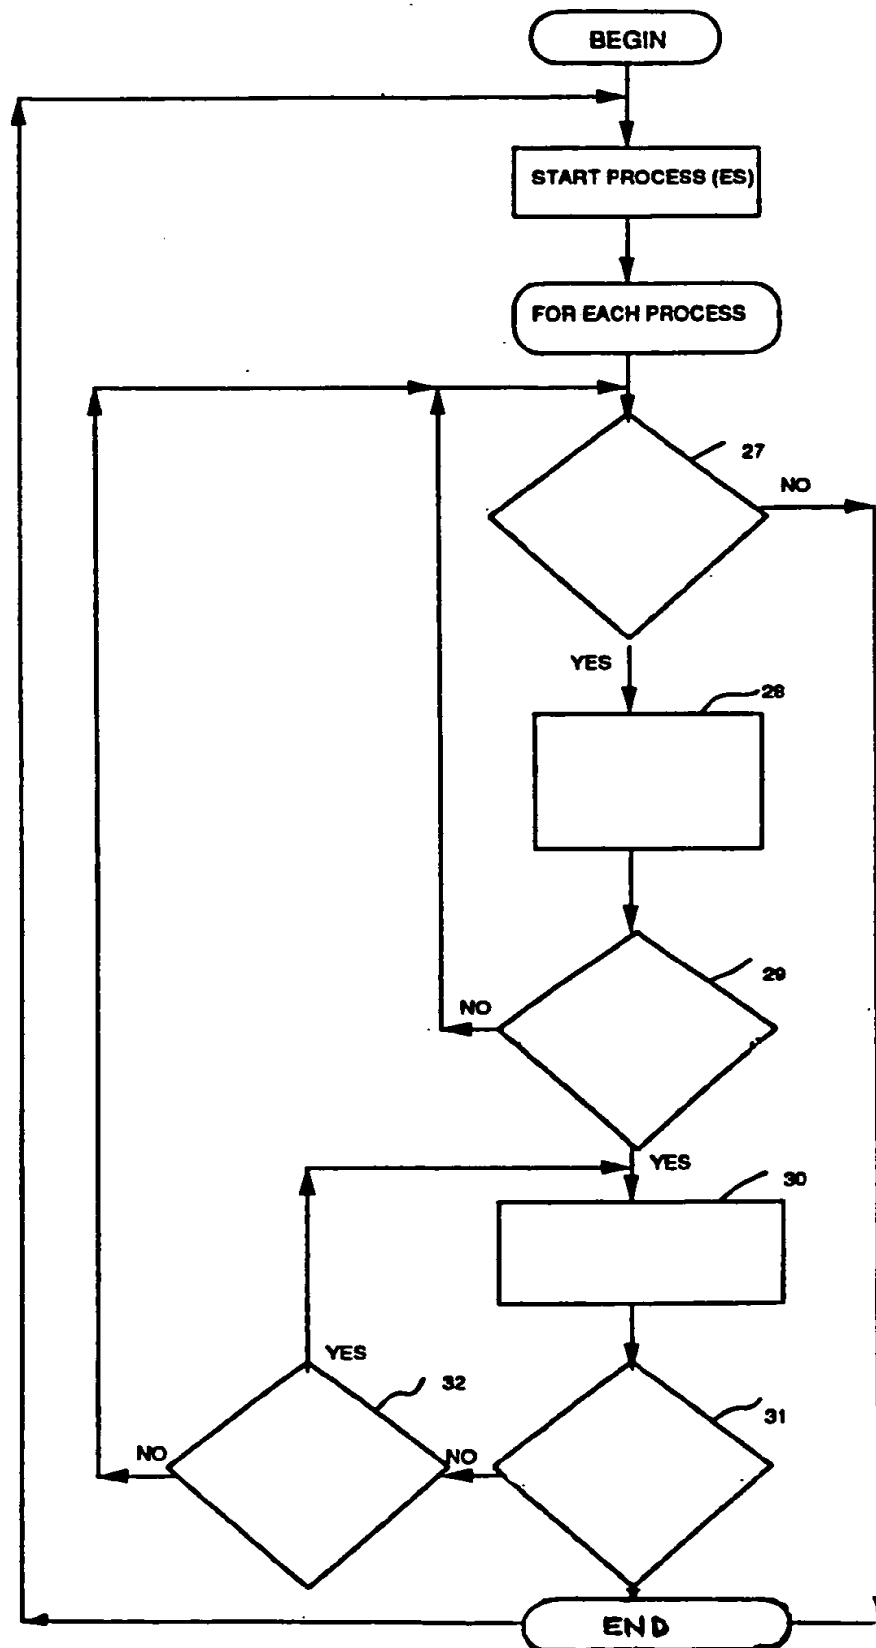 BEGIN
START PROCESS (ES)
FOR EACH PROCESS
27
NO
YES
28
29
NO
YES
30
YES
32
31
NO
NO
END